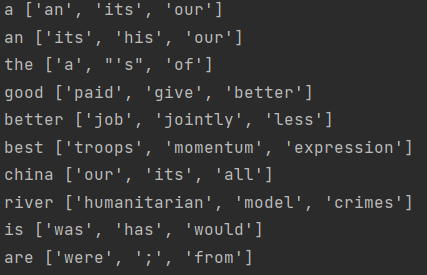 a ['an', 'its', 'our']
an ['its', 'his', 'our']
the ['a', "'s", 'of']
good ['paid', 'give', 'better']
better ['job', 'jointly', 'less']
best ['troops', 'momentum', 'expression']
china ['our', 'its', 'all']
river ['humanitarian', 'model', 'crimes']
is ['was', 'has', 'would']
are ['were', ';', 'from']